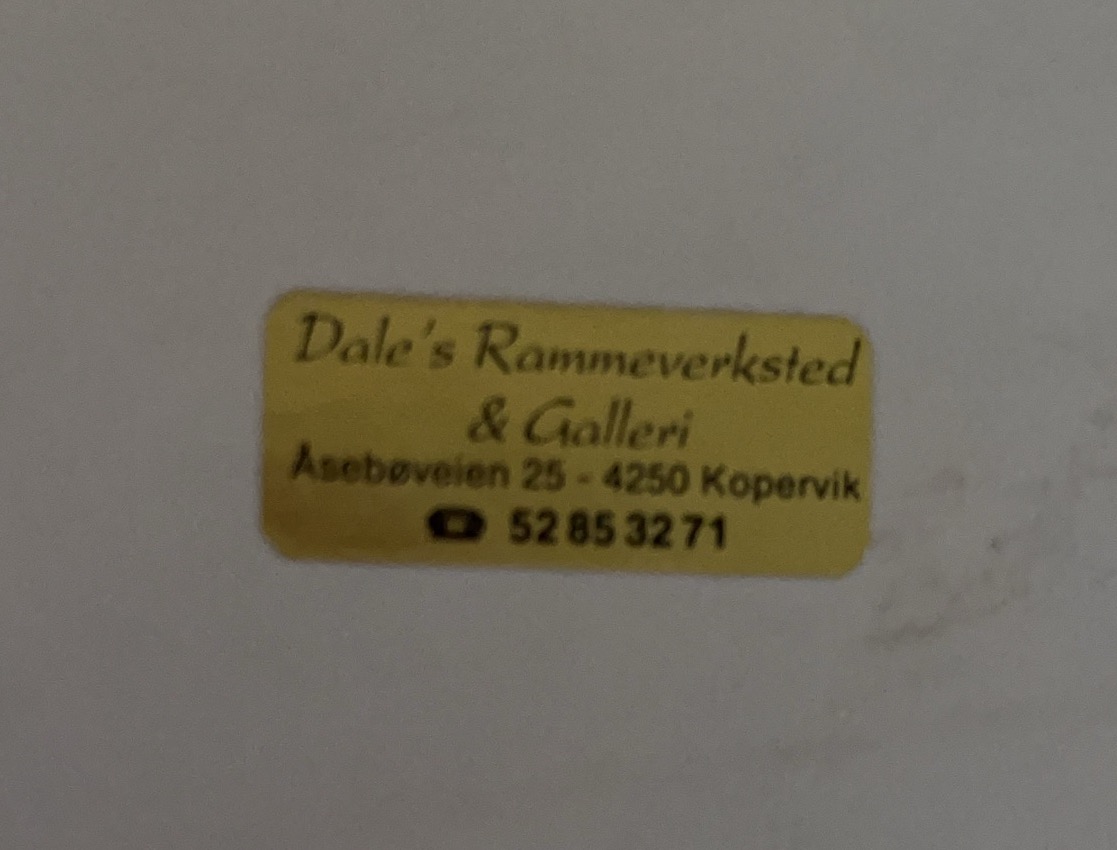 Dale's Rammeverksted
& Galleri
Åsebøveien 25 - 4250 Kopervik
☎ 52 85 32 71